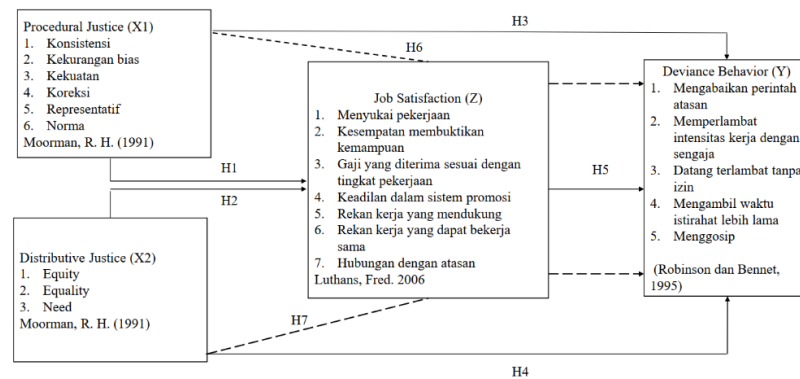 Procedural Justice (X1)
1. Konsistensi
2. Kekurangan bias
3. Kekuatan
4. Koreksi
5. Representatif
6. Norma
Moorman, R. H. (1991)
H3
H6
H1
H2
Job Satisfaction (Z)
1. Menyukai pekerjaan
2. Kesempatan membuktikan
kemampuan
3. Gaji yang diterima sesuai dengan
tingkat pekerjaan
4. Keadilan dalam sistem promosi
5. Rekan kerja yang mendukung
6. Rekan kerja yang dapat bekerja
sama
7. Hubungan dengan atasan
Luthans, Fred. 2006
H5
Deviance Behavior (Y)
1. Mengabaikan perintah
atasan
2. Memperlambat
intensitas kerja dengan
sengaja
3. Datang terlambat tanpa
izin
4. Mengambil waktu
istirahat lebih lama
5. Menggosip
(Robinson dan Bennet,
1995)
Distributive Justice (X2)
1. Equity
2. Equality
3. Need
Moorman, R. H. (1991)
H7
H4